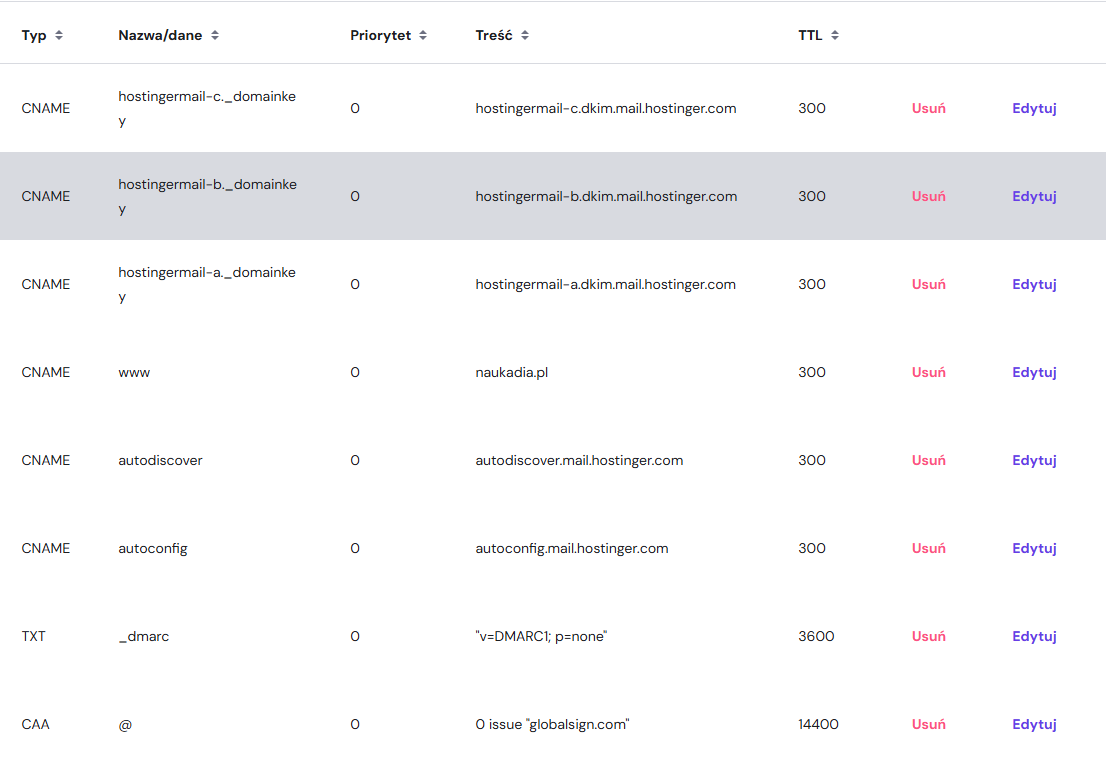 Typ Nazwa/dane Priorytet Treść TTL
hostingermail-c._domainke
CNAME 0 hostingermail-c.dkim.mail.hostinger.com 300 Usuń Edytuj
y
hostingermail-b._domainke
CNAME 0 hostingermail-b.dkim.mail.hostinger.com 300 Usuń Edytuj
y
hostingermail-a._domainke
CNAME 0 hostingermail-a.dkim.mail.hostinger.com 300 Usuń Edytuj
y
CNAME www 0 naukadia.pl 300 Usuń Edytuj
CNAME autodiscover 0 autodiscover.mail.hostinger.com 300 Usuń Edytuj
CNAME autoconfig 0 autoconfig.mail.hostinger.com 300 Usuń Edytuj
TXT _dmarc 0 "v=DMARC1; p=none" 3600 Usuń Edytuj
CAA @ 0 0 issue "globalsign.com" 14400 Usuń Edytuj